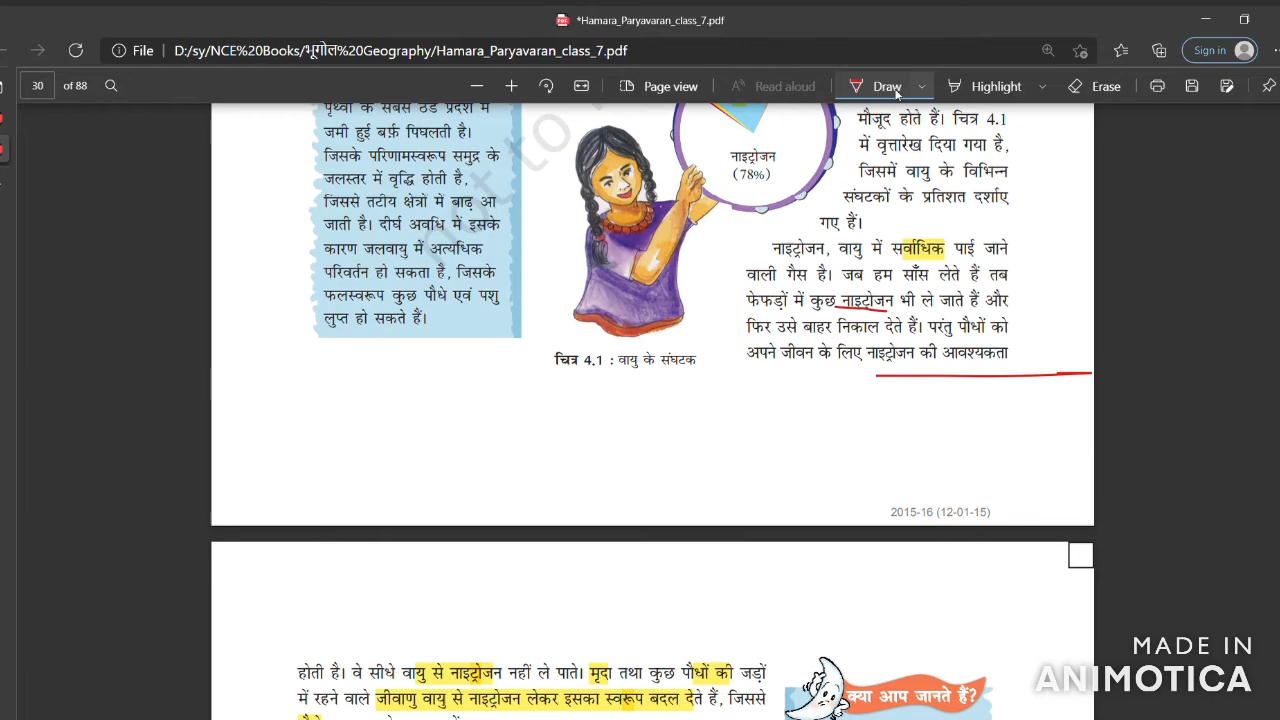 *Hamara_Paryavaran_class_7.pdf
File D:/sy/NCE%20Books/भूगोल%20Geography/Hamara_Paryavaran_class_7.pdf
Sign in
30 of 88
Page view
Read aloud
Draw
Highlight
Erase
पृथ्वी के सबसे ठंडे प्रदेश में
जमी हुई बर्फ़ पिघलती है।
जिसके परिणामस्वरूप समुद्र के
जलस्तर में वृद्धि होती है,
जिससे तटीय क्षेत्रों में बाढ़ आ
जाती है। दीर्घ अवधि में इसके
कारण जलवायु में अत्यधिक
परिवर्तन हो सकता है, जिसके
फलस्वरूप कुछ पौधे एवं पशु
लुप्त हो सकते हैं।
not to
नाइट्रोजन
(78%)
चित्र 4.1 : वायु के संघटक
मौजूद होते हैं। चित्र 4.1
में वृत्तारेख दिया गया है,
जिसमें वायु के विभिन्न
संघटकों के प्रतिशत दर्शाए
गए हैं।
नाइट्रोजन, वायु में सर्वाधिक पाई जाने
वाली गैस है। जब हम साँस लेते हैं तब
फेफड़ों में कुछ नाइट्रोजन भी ले जाते हैं और
फिर उसे बाहर निकाल देते हैं। परंतु पौधों को
अपने जीवन के लिए नाइट्रोजन की आवश्यकता
2015-16 (12-01-15)
होती है। वे सीधे वायु से नाइट्रोजन नहीं ले पाते। मृदा तथा कुछ पौधों की जड़ों
में रहने वाले जीवाणु वायु से नाइट्रोजन लेकर इसका स्वरूप बदल देते हैं, जिससे
क्या आप जानते हैं?
MADE IN
ANIMOTICA